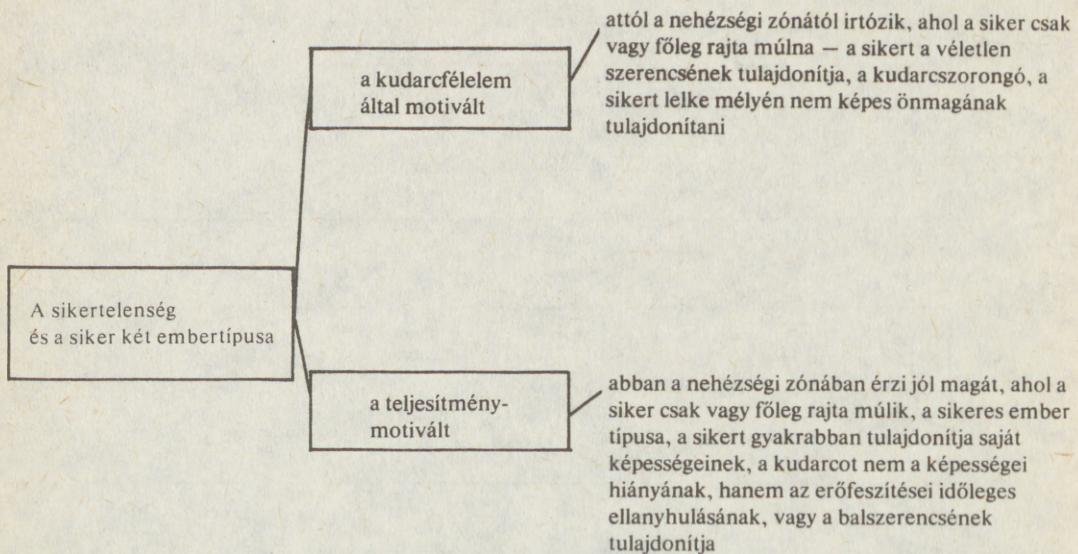 attól a nehézségi zónától irtózik, ahol a siker csak
vagy főleg rajta múlna — a sikert a véletlen
szerencsének tulajdonítja, a kudarcszorongó, a
sikert lelke mélyén nem képes önmagának
tulajdonítani
a kudarcfélelem
által motivált
A sikertelenség
és a siker két embertípusa
a teljesítmény-
motivált
abban a nehézségi zónában érzi jól magát, ahol a
siker csak vagy főleg rajta múlik, a sikeres ember
típusa, a sikert gyakrabban tulajdonítja saját
képességeinek, a kudarcot nem a képességei
hiányának, hanem az erőfeszítései időleges
ellanyhulásának, vagy a balszerencsének
tulajdonítja